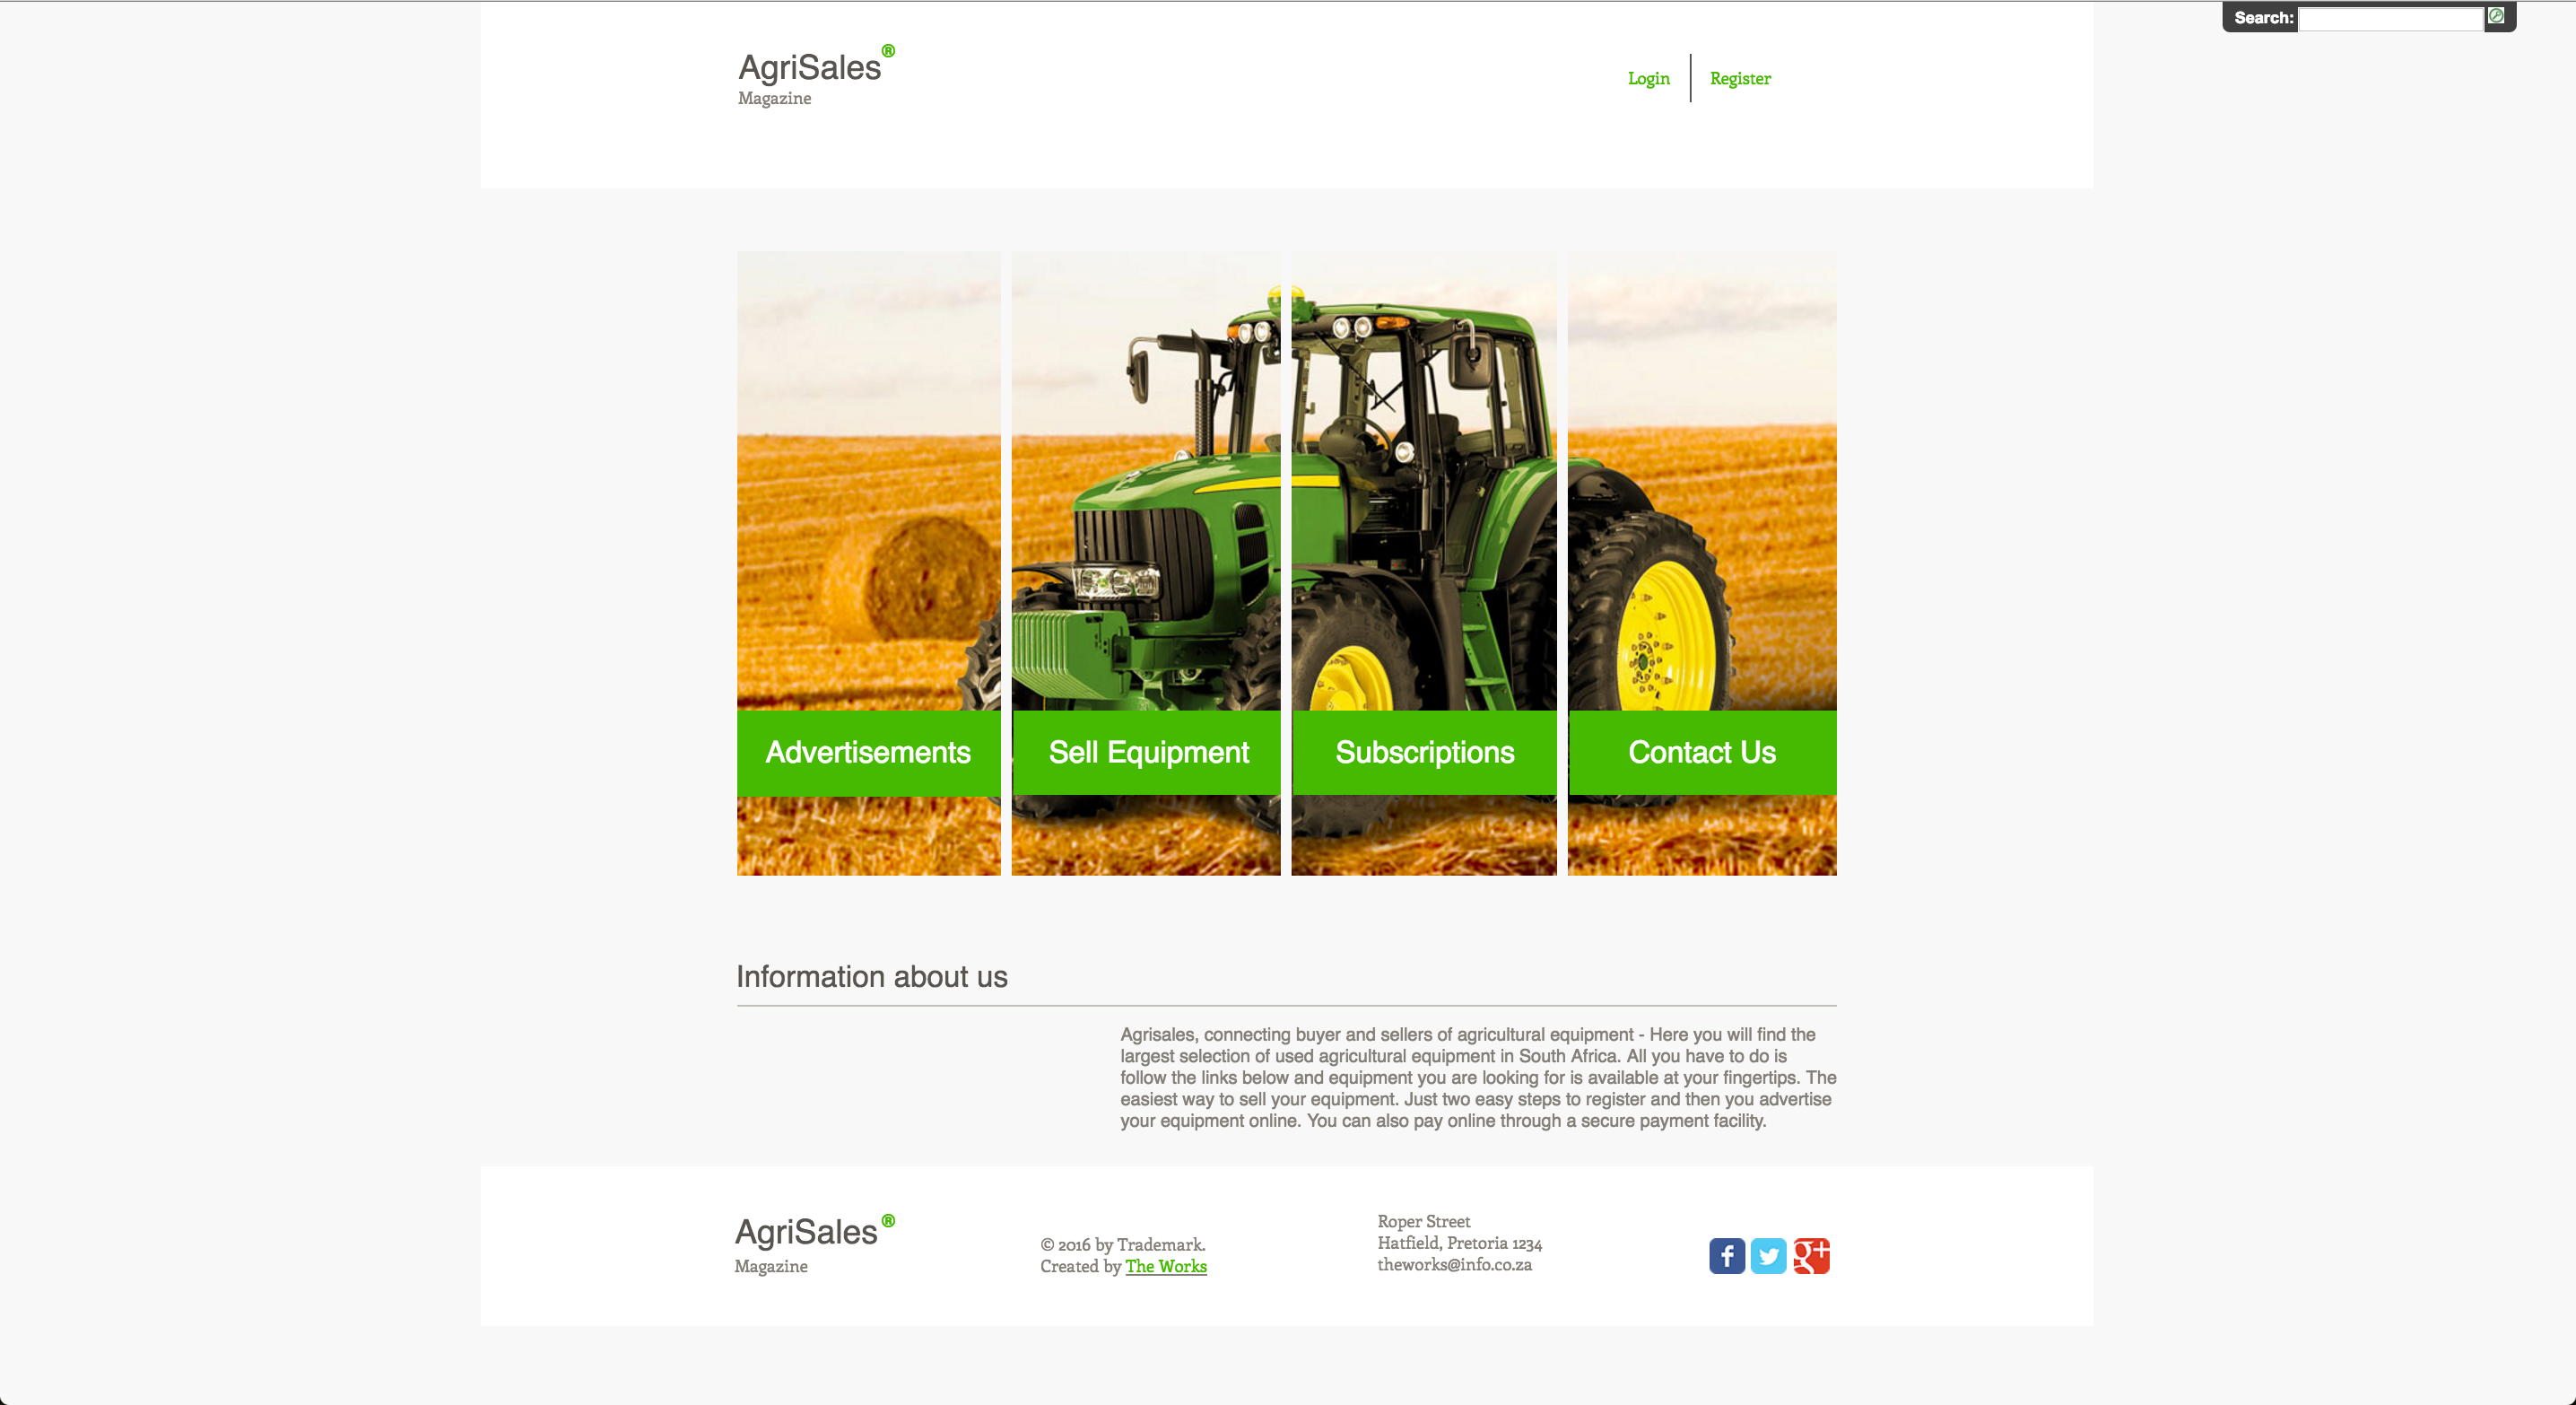 Search:
AgriSales®
Magazine
Login
Register
Advertisements
Sell Equipment
Subscriptions
Contact Us
Information about us
Agrisales, connecting buyer and sellers of agricultural equipment - Here you will find the
largest selection of used agricultural equipment in South Africa. All you have to do is
follow the links below and equipment you are looking for is available at your fingertips. The
easiest way to sell your equipment. Just two easy steps to register and then you advertise
your equipment online. You can also pay online through a secure payment facility.
AgriSales®
Magazine
© 2016 by Trademark.
Created by The Works
Roper Street
Hatfield, Pretoria 1234
theworks@info.co.za
f
g+